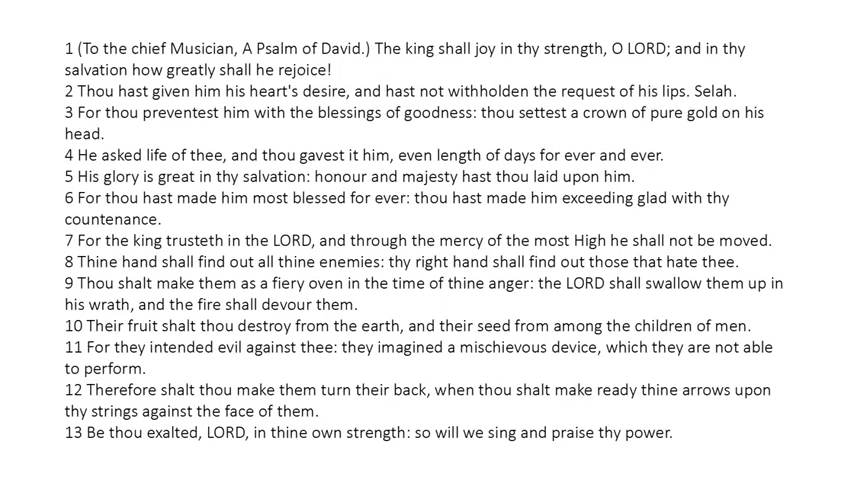 1 (To the chief Musician, A Psalm of David.) The king shall joy in thy strength, O LORD; and in thy
salvation how greatly shall he rejoice!
2 Thou hast given him his heart's desire, and hast not withholden the request of his lips. Selah.
3 For thou preventest him with the blessings of goodness: thou settest a crown of pure gold on his
head.
4 He asked life of thee, and thou gavest it him, even length of days for ever and ever.
5 His glory is great in thy salvation: honour and majesty hast thou laid upon him.
6 For thou hast made him most blessed for ever: thou hast made him exceeding glad with thy
countenance.
7 For the king trusteth in the LORD, and through the mercy of the most High he shall not be moved.
8 Thine hand shall find out all thine enemies: thy right hand shall find out those that hate thee.
9 Thou shalt make them as a fiery oven in the time of thine anger: the LORD shall swallow them up in
his wrath, and the fire shall devour them.
10 Their fruit shalt thou destroy from the earth, and their seed from among the children of men.
11 For they intended evil against thee: they imagined a mischievous device, which they are not able
to perform.
12 Therefore shalt thou make them turn their back, when thou shalt make ready thine arrows upon
thy strings against the face of them.
13 Be thou exalted, LORD, in thine own strength: so will we sing and praise thy power.